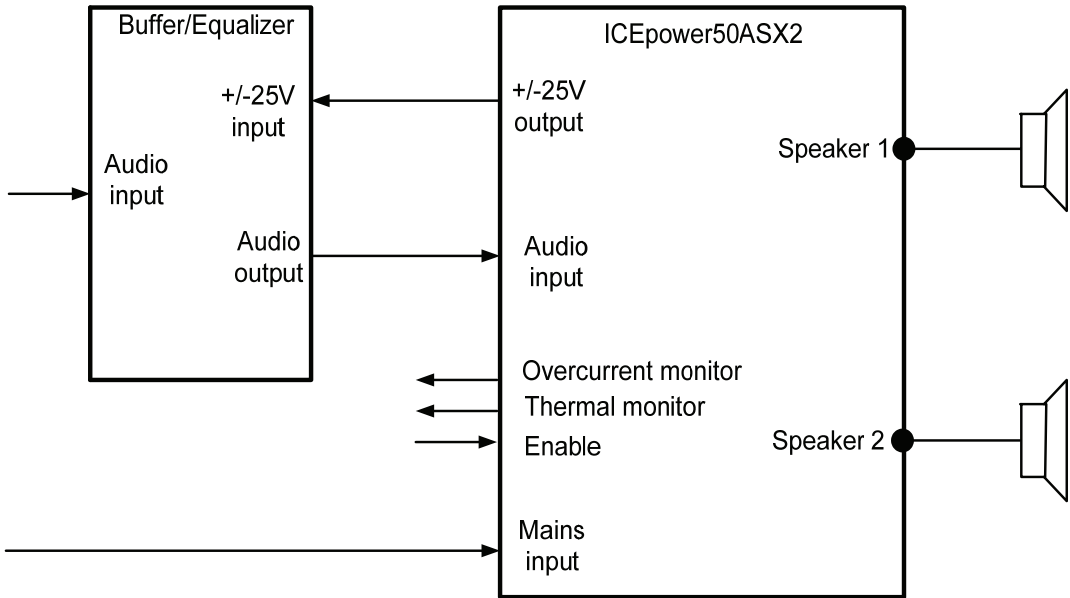 Buffer/Equalizer
+/-25V
input
Audio
input
Audio
output
ICEpower50ASX2
+/-25V
output
Speaker 1
Audio
input
Overcurrent monitor
Thermal monitor
Enable
Speaker 2
Mains
input